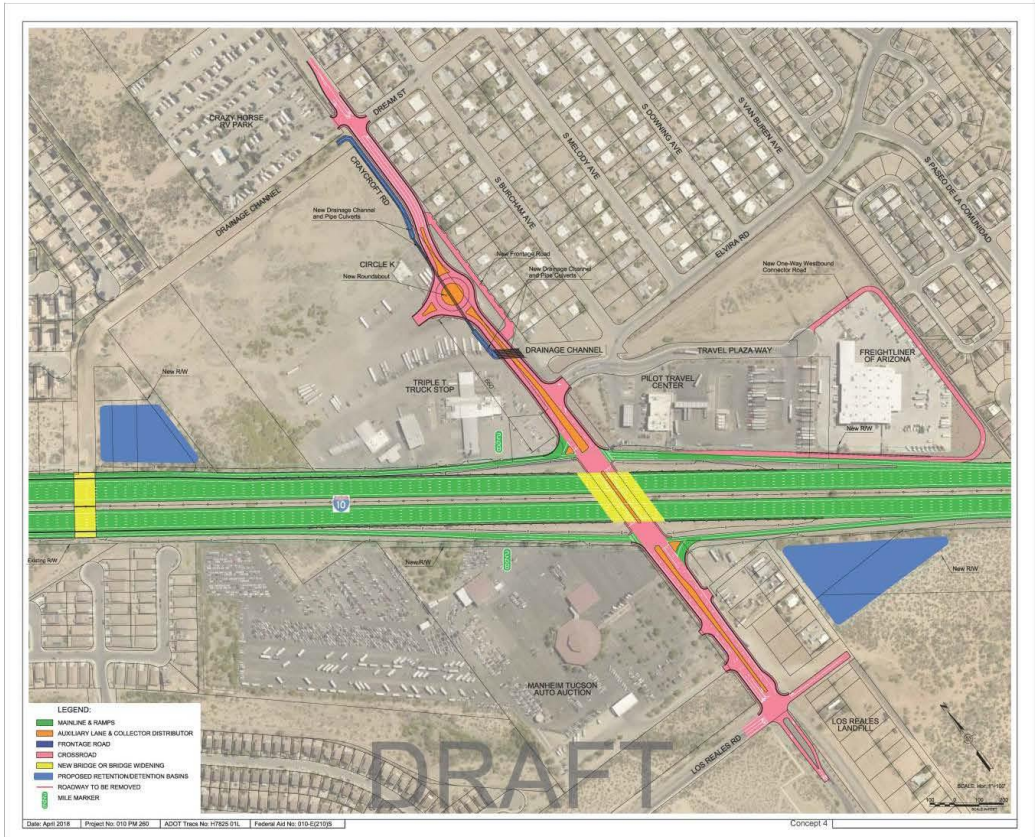 CRAZY HORSE
RV PARK
DREAM ST
S DOWNING AVE
S VAN BUREN AVE
S MELODY AVE
S PASEO DE LA COMUNIDAD
CRAYCROFT RD
S BURCHAM AVE
DRAINAGE CHANNEL
New Drainage Channel
and Pipe Culverts
ELVIRA RD
CIRCLE K
New Roundabout
New Frontage Road
New Drainage Channel
and Pipe Culverts
New One-Way Westbound
Connector Road
DRAINAGE CHANNEL
TRAVEL PLAZA WAY
FREIGHTLINER
OF ARIZONA
New R/W
TRIPLE T
TRUCK STOP
PILOT TRAVEL
CENTER
New R/W
10
Existing R/W
New R/W
New R/W
MANHEIM TUCSON
AUTO AUCTION
LOS REALES
LANDFILL
LOS REALES RD
LEGEND:
MAINLINE & RAMPS
AUXILIARY LANE & COLLECTOR DISTRIBUTOR
FRONTAGE ROAD
CROSSROAD
NEW BRIDGE OR BRIDGE WIDENING
PROPOSED RETENTION/DETENTION BASINS
ROADWAY TO BE REMOVED
MILE MARKER
DRAFT
Date: April 2018
Project No: 010 PM 260
ADOT Tracs No: H7825 01L
Federal Aid No: 010-E(210)S
Concept 4